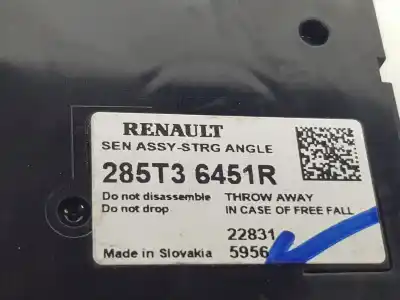 RENAULT
SEN ASSY-STRG ANGLE
285T3 6451R
Do not disassemble THROW AWAY
Do not drop IN CASE OF FREE FALL
22831
Made in Slovakia 5956